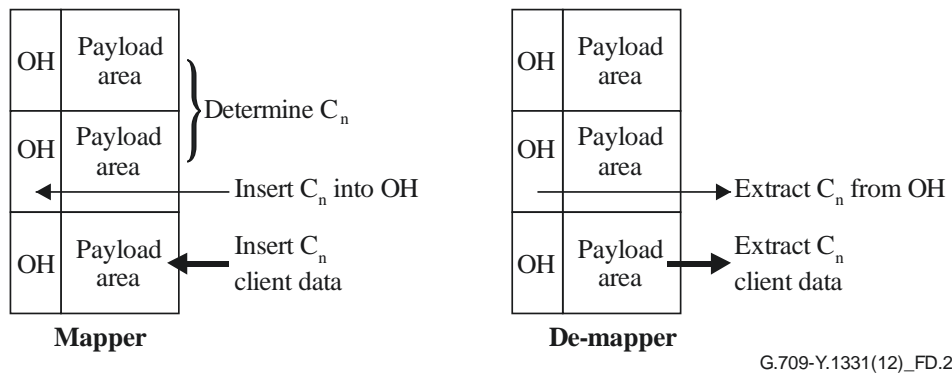 OH
Payload
area
Determine Cn
OH
Payload
area
Insert Cn into OH
OH
Payload
area
Insert Cn
client data
Mapper
OH
Payload
area
OH
Payload
area
Extract Cn from OH
OH
Payload
area
Extract Cn
client data
De-mapper
G.709-Y.1331(12)_FD.2